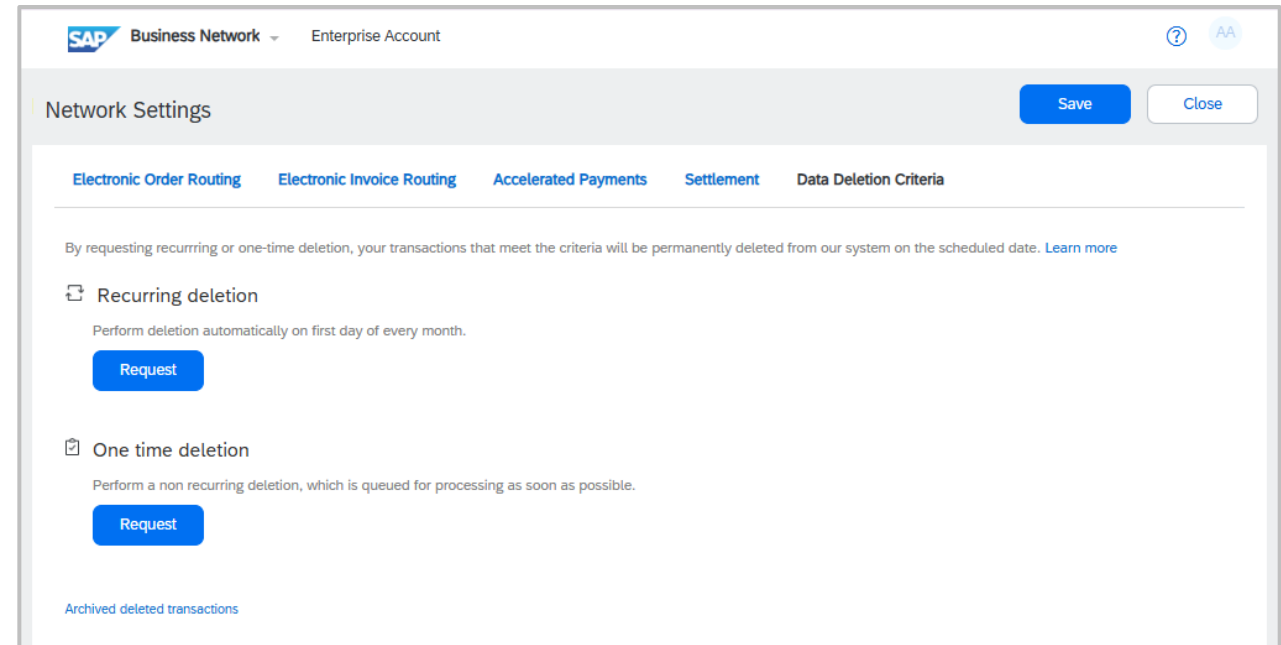 SAP Business Network Enterprise Account ? AA
Network Settings Save Close
Electronic Order Routing Electronic Invoice Routing Accelerated Payments Settlement Data Deletion Criteria
By requesting recurrring or one-time deletion, your transactions that meet the criteria will be permanently deleted from our system on the scheduled date. Learn more
Recurring deletion
Perform deletion automatically on first day of every month.
Request
One time deletion
Perform a non recurring deletion, which is queued for processing as soon as possible.
Request
Archived deleted transactions